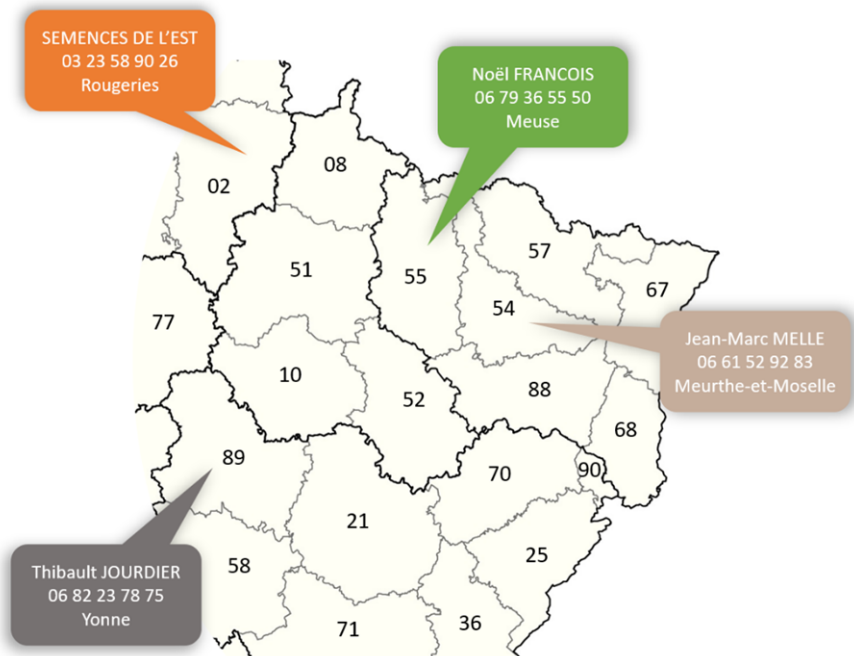 SEMENCES DE L'EST
03 23 58 90 26
Rougeries
Noël FRANCOIS
06 79 36 55 50
Meuse
08
02
57
51
55
67
54
77
Jean-Marc MELLE
06 61 52 92 83
Meurthe-et-Moselle
10
88
52
68
89
70
90
21
25
58
Thibault JOURDIER
06 82 23 78 75
Yonne
71
36